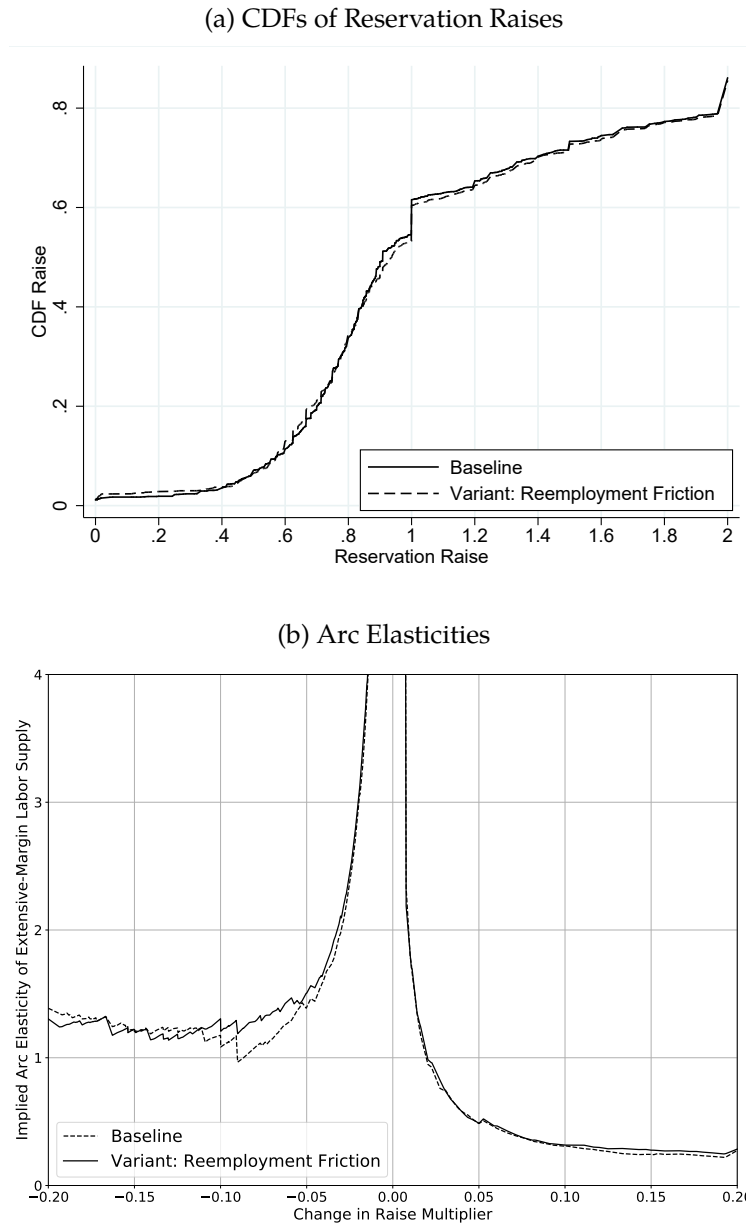 (a) CDFs of Reservation Raises
CDF Raise
.8
.6
.4
.2
0
Baseline
Variant: Reemployment Friction
0 .2 .4 .6 .8 1 1.2 1.4 1.6 1.8 2
Reservation Raise
(b) Arc Elasticities
Implied Arc Elasticity of Extensive-Margin Labor Supply
4
3
2
1
0
Baseline
Variant: Reemployment Friction
−0.20 −0.15 −0.10 −0.05 0.00 0.05 0.10 0.15 0.20
Change in Raise Multiplier